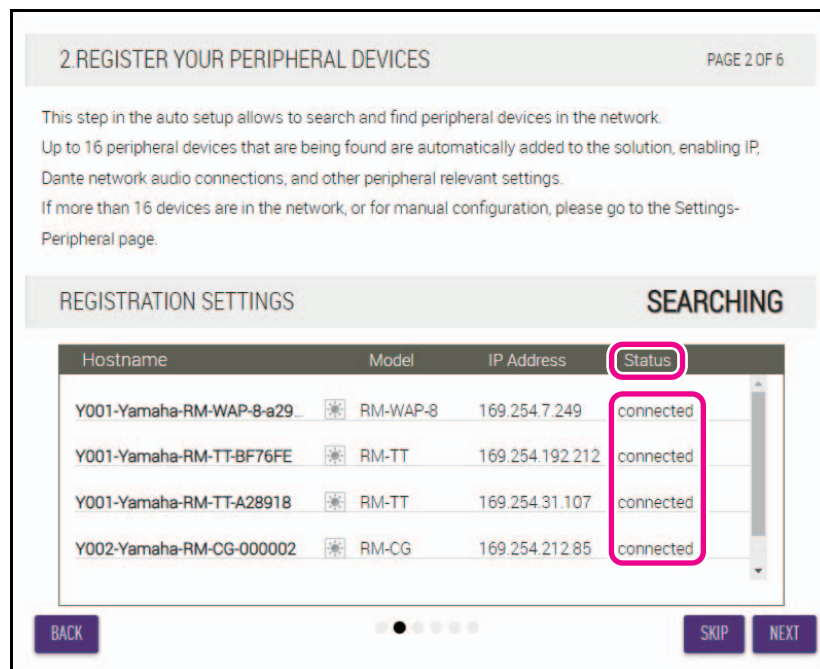 2.REGISTER YOUR PERIPHERAL DEVICES PAGE 2 OF 6
This step in the auto setup allows to search and find peripheral devices in the network.
Up to 16 peripheral devices that are being found are automatically added to the solution, enabling IP,
Dante network audio connections, and other peripheral relevant settings.
If more than 16 devices are in the network, or for manual configuration, please go to the Settings-
Peripheral page.
REGISTRATION SETTINGS SEARCHING
Hostname Model IP Address Status
Y001-Yamaha-RM-WAP-8-a29... RM-WAP-8 169.254.7.249 connected
Y001-Yamaha-RM-TT-BF76FE RM-TT 169.254.192.212 connected
Y001-Yamaha-RM-TT-A28918 RM-TT 169.254.31.107 connected
Y002-Yamaha-RM-CG-000002 RM-CG 169.254.212.85 connected
BACK SKIP NEXT